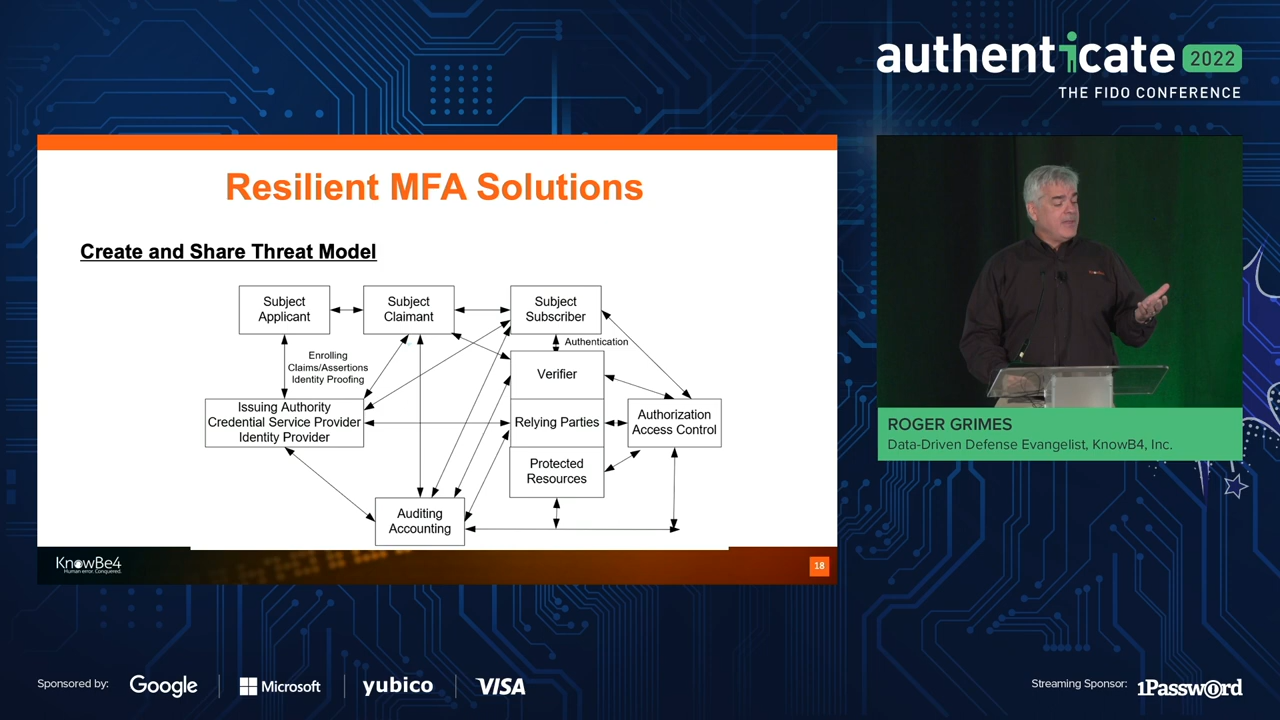 authenticate 2022
THE FIDO CONFERENCE
Resilient MFA Solutions
Create and Share Threat Model
Subject
Applicant
Subject
Claimant
Subject
Subscriber
Enrolling
Claims/Assertions
Identity Proofing
Authentication
Verifier
Issuing Authority
Credential Service Provider
Identity Provider
Relying Parties
Authorization
Access Control
Protected
Resources
Auditing
Accounting
KnowBe4
Human error. Conquered.
18
ROGER GRIMES
Data-Driven Defense Evangelist, KnowB4, Inc.
Sponsored by:
Google
Microsoft
yubico
VISA
Streaming Sponsor:
1Password